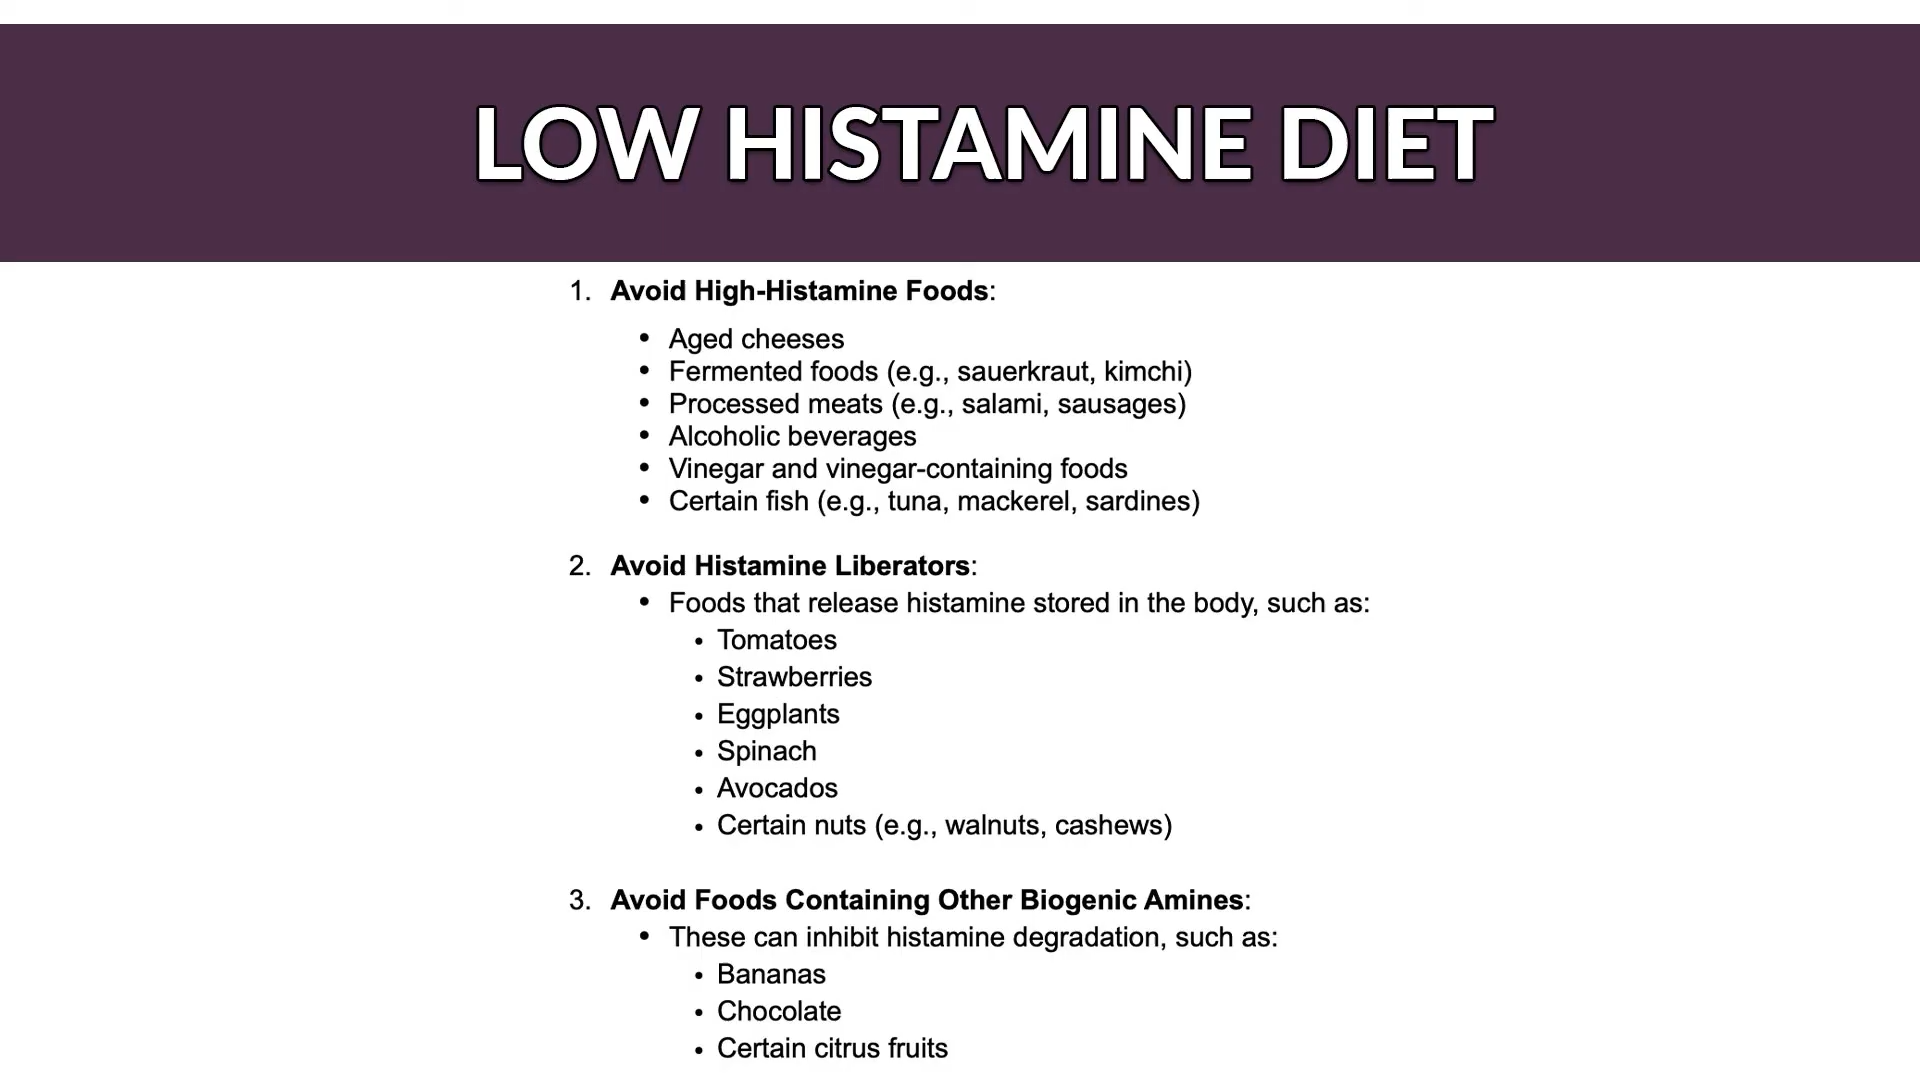 LOW HISTAMINE DIET
1. Avoid High-Histamine Foods:
• Aged cheeses
• Fermented foods (e.g., sauerkraut, kimchi)
• Processed meats (e.g., salami, sausages)
• Alcoholic beverages
• Vinegar and vinegar-containing foods
• Certain fish (e.g., tuna, mackerel, sardines)
2. Avoid Histamine Liberators:
• Foods that release histamine stored in the body, such as:
• Tomatoes
• Strawberries
• Eggplants
• Spinach
• Avocados
• Certain nuts (e.g., walnuts, cashews)
3. Avoid Foods Containing Other Biogenic Amines:
• These can inhibit histamine degradation, such as:
• Bananas
• Chocolate
• Certain citrus fruits